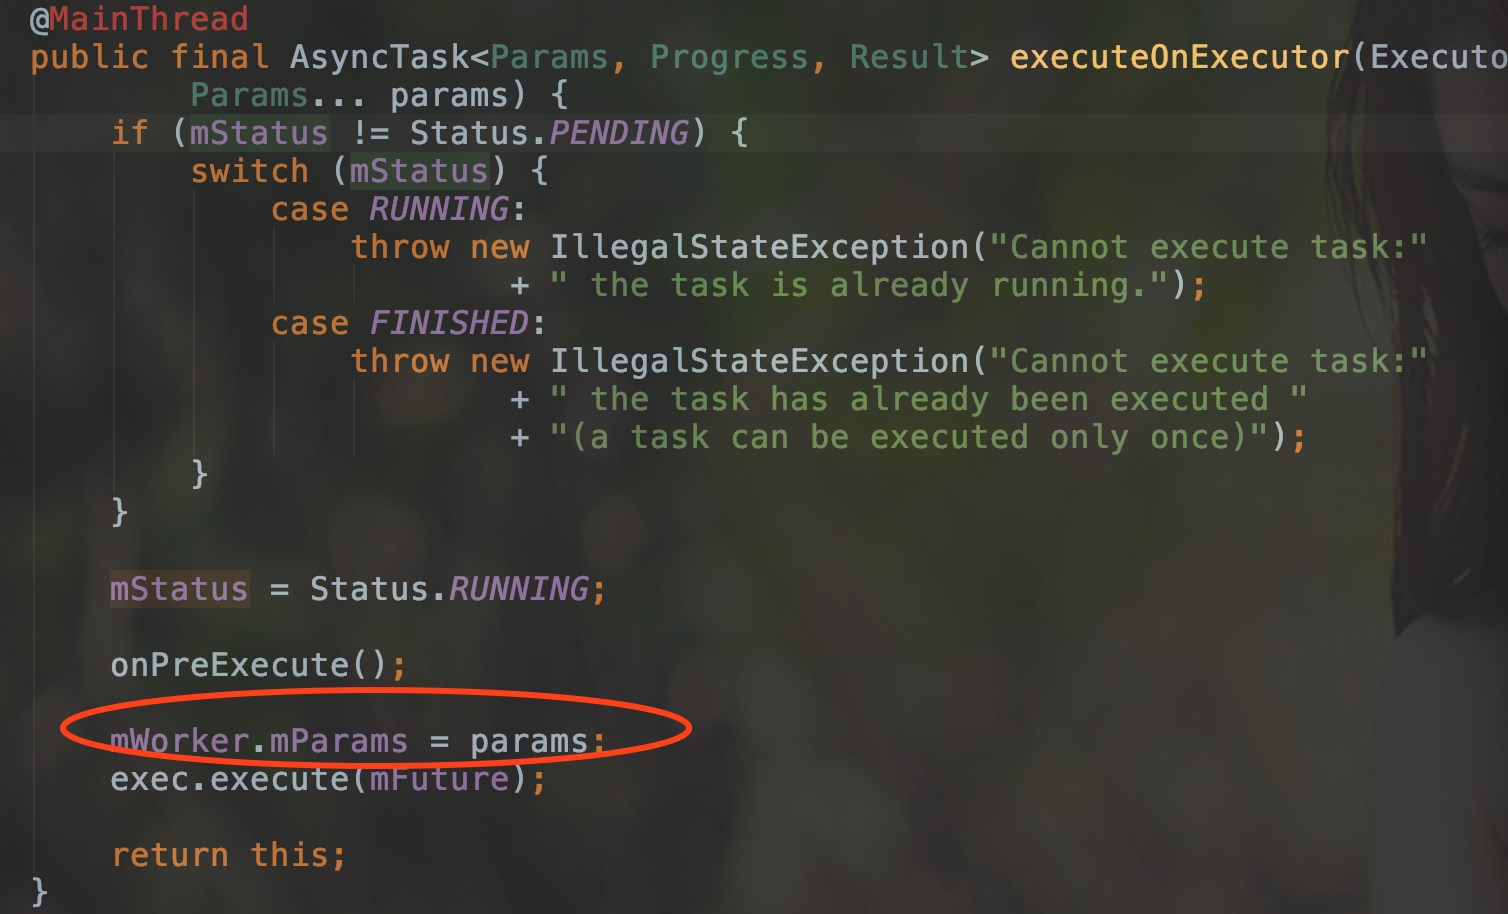 @MainThread
public final AsyncTask<Params, Progress, Result> executeOnExecutor(Executo
Params... params) {
if (mStatus != Status.PENDING) {
switch (mStatus) {
case RUNNING:
throw new IllegalStateException("Cannot execute task:"
+ " the task is already running.");
case FINISHED:
throw new IllegalStateException("Cannot execute task:"
+ " the task has already been executed "
+ "(a task can be executed only once)");
}
}
mStatus = Status.RUNNING;
onPreExecute();
mWorker.mParams = params;
exec.execute(mFuture);
return this;
}